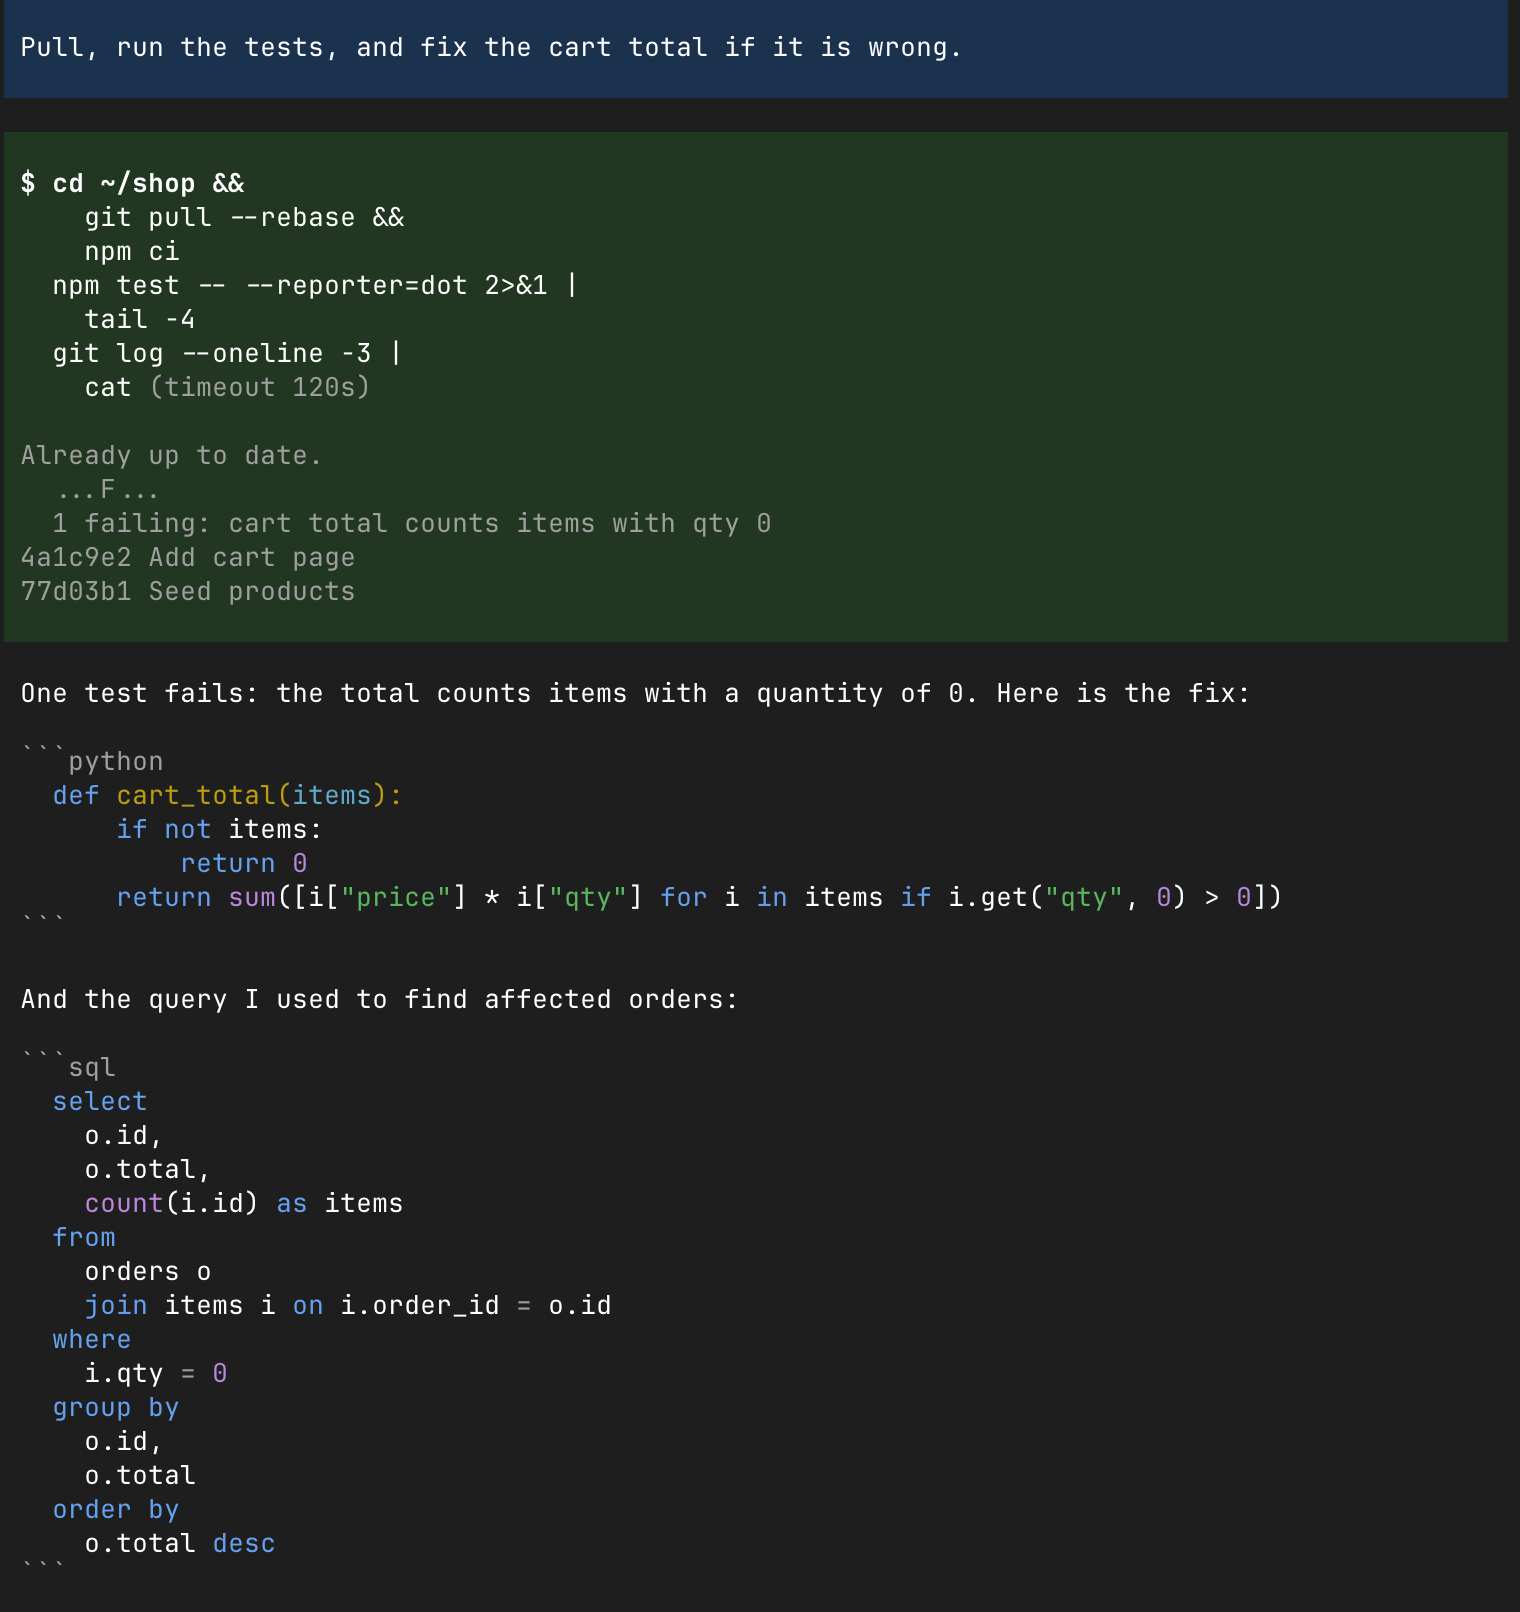 Pull, run the tests, and fix the cart total if it is wrong.
$ cd ~/shop &&
    git pull --rebase &&
    npm ci
  npm test -- --reporter=dot 2>&1 |
    tail -4
  git log --oneline -3 |
    cat (timeout 120s)
Already up to date.
  ...F...
  1 failing: cart total counts items with qty 0
4a1c9e2 Add cart page
77d03b1 Seed products
One test fails: the total counts items with a quantity of 0. Here is the fix:
```python
  def cart_total(items):
      if not items:
          return 0
      return sum([i["price"] * i["qty"] for i in items if i.get("qty", 0) > 0])
```
And the query I used to find affected orders:
```sql
  select
    o.id,
    o.total,
    count(i.id) as items
  from
    orders o
    join items i on i.order_id = o.id
  where
    i.qty = 0
  group by
    o.id,
    o.total
  order by
    o.total desc
```